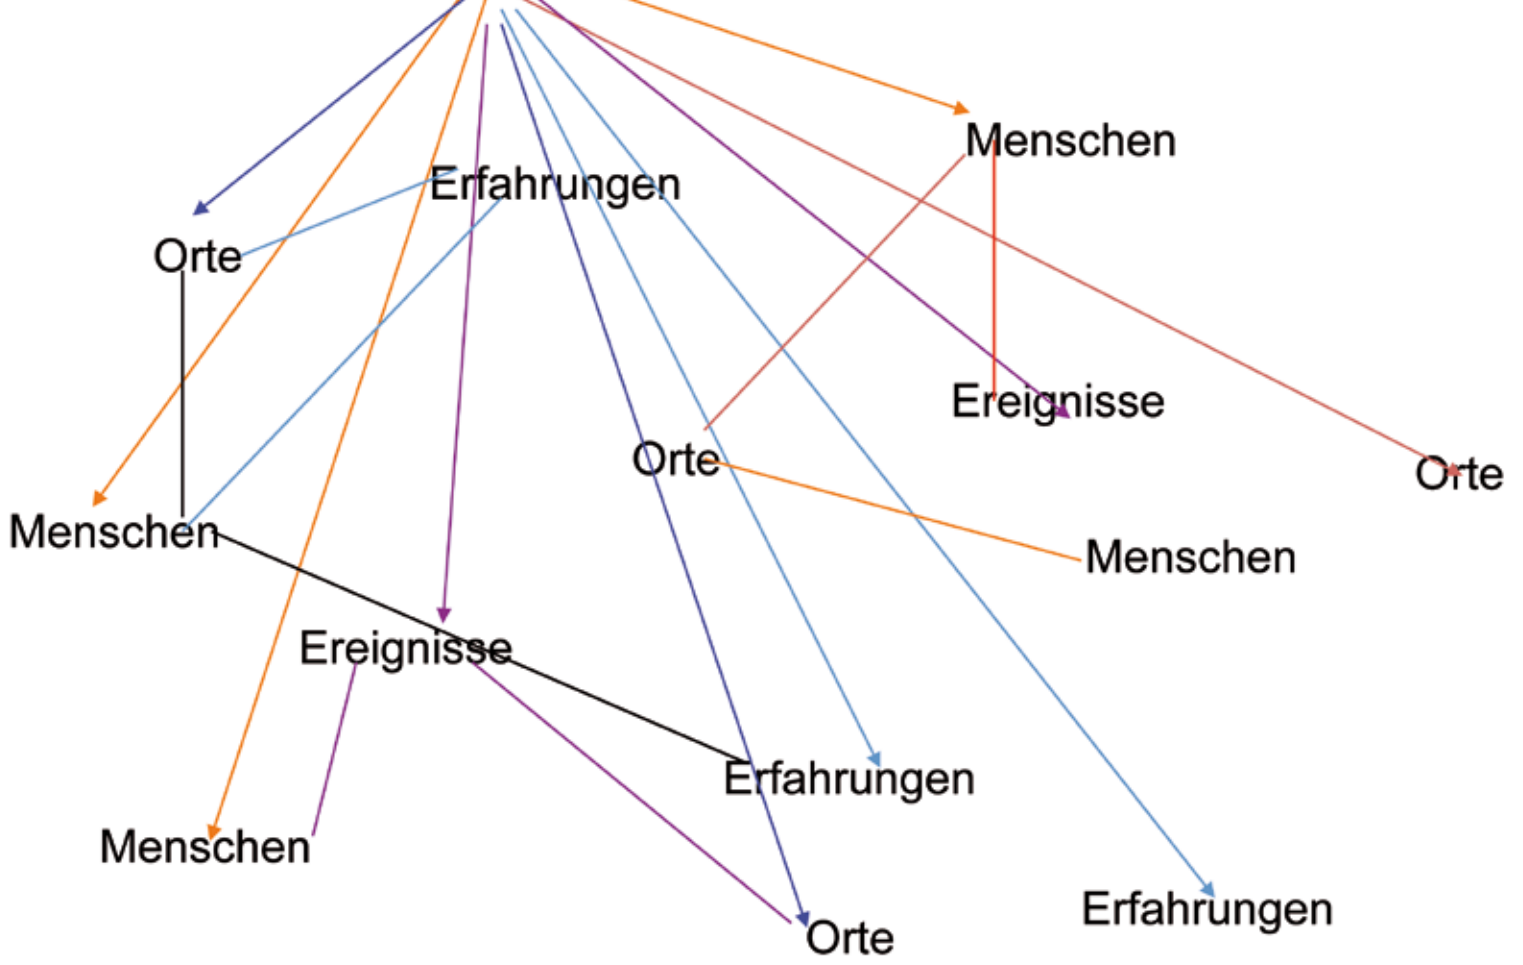 Menschen
Erfahrungen
Orte
Ereignisse
Orte
Orte
Menschen
Menschen
Ereignisse
Erfahrungen
Menschen
Erfahrungen
Orte